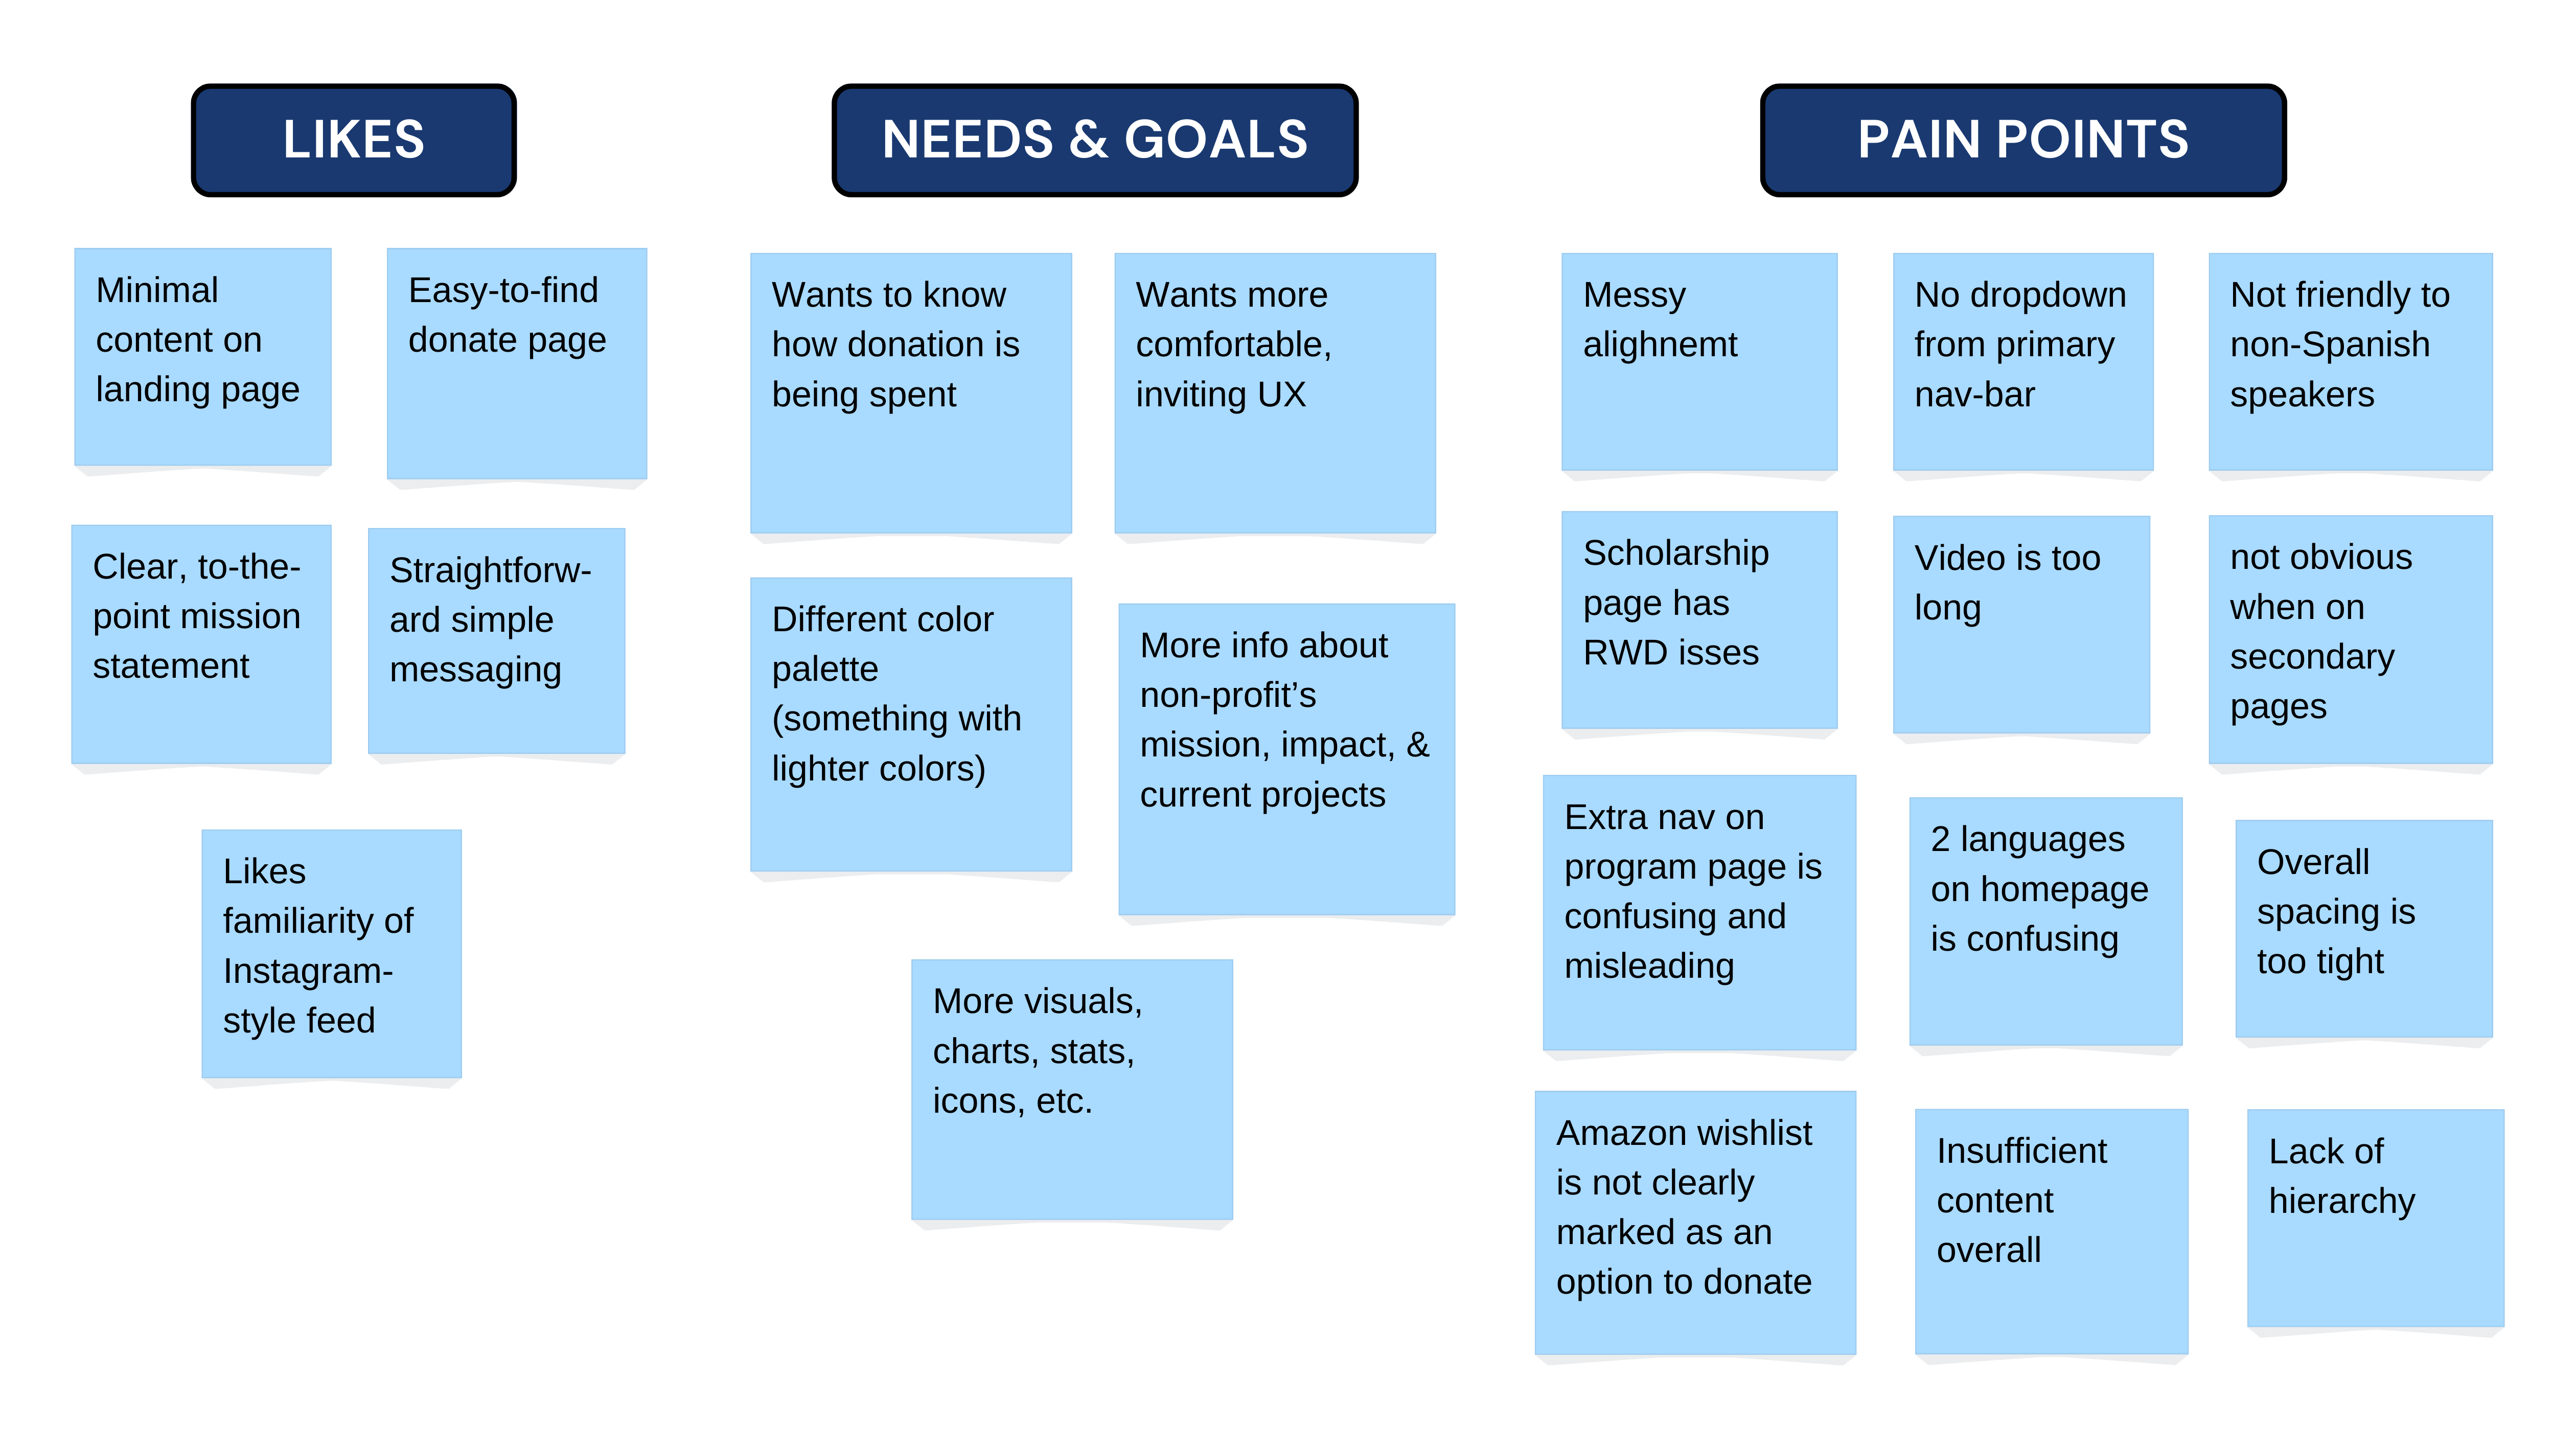 LIKES
Minimal
content on
landing page
Easy-to-find
donate page
Clear, to-the-
point mission
statement
Straightforw-
ard simple
messaging
Likes
familiarity of
Instagram-
style feed
NEEDS & GOALS
Wants to know
how donation is
being spent
Wants more
comfortable,
inviting UX
Different color
palette
(something with
lighter colors)
More info about
non-profit’s
mission, impact, &
current projects
More visuals,
charts, stats,
icons, etc.
PAIN POINTS
Messy
alighnemt
No dropdown
from primary
nav-bar
Not friendly to
non-Spanish
speakers
Scholarship
page has
RWD isses
Video is too
long
not obvious
when on
secondary
pages
Extra nav on
program page is
confusing and
misleading
2 languages
on homepage
is confusing
Overall
spacing is
too tight
Amazon wishlist
is not clearly
marked as an
option to donate
Insufficient
content
overall
Lack of
hierarchy